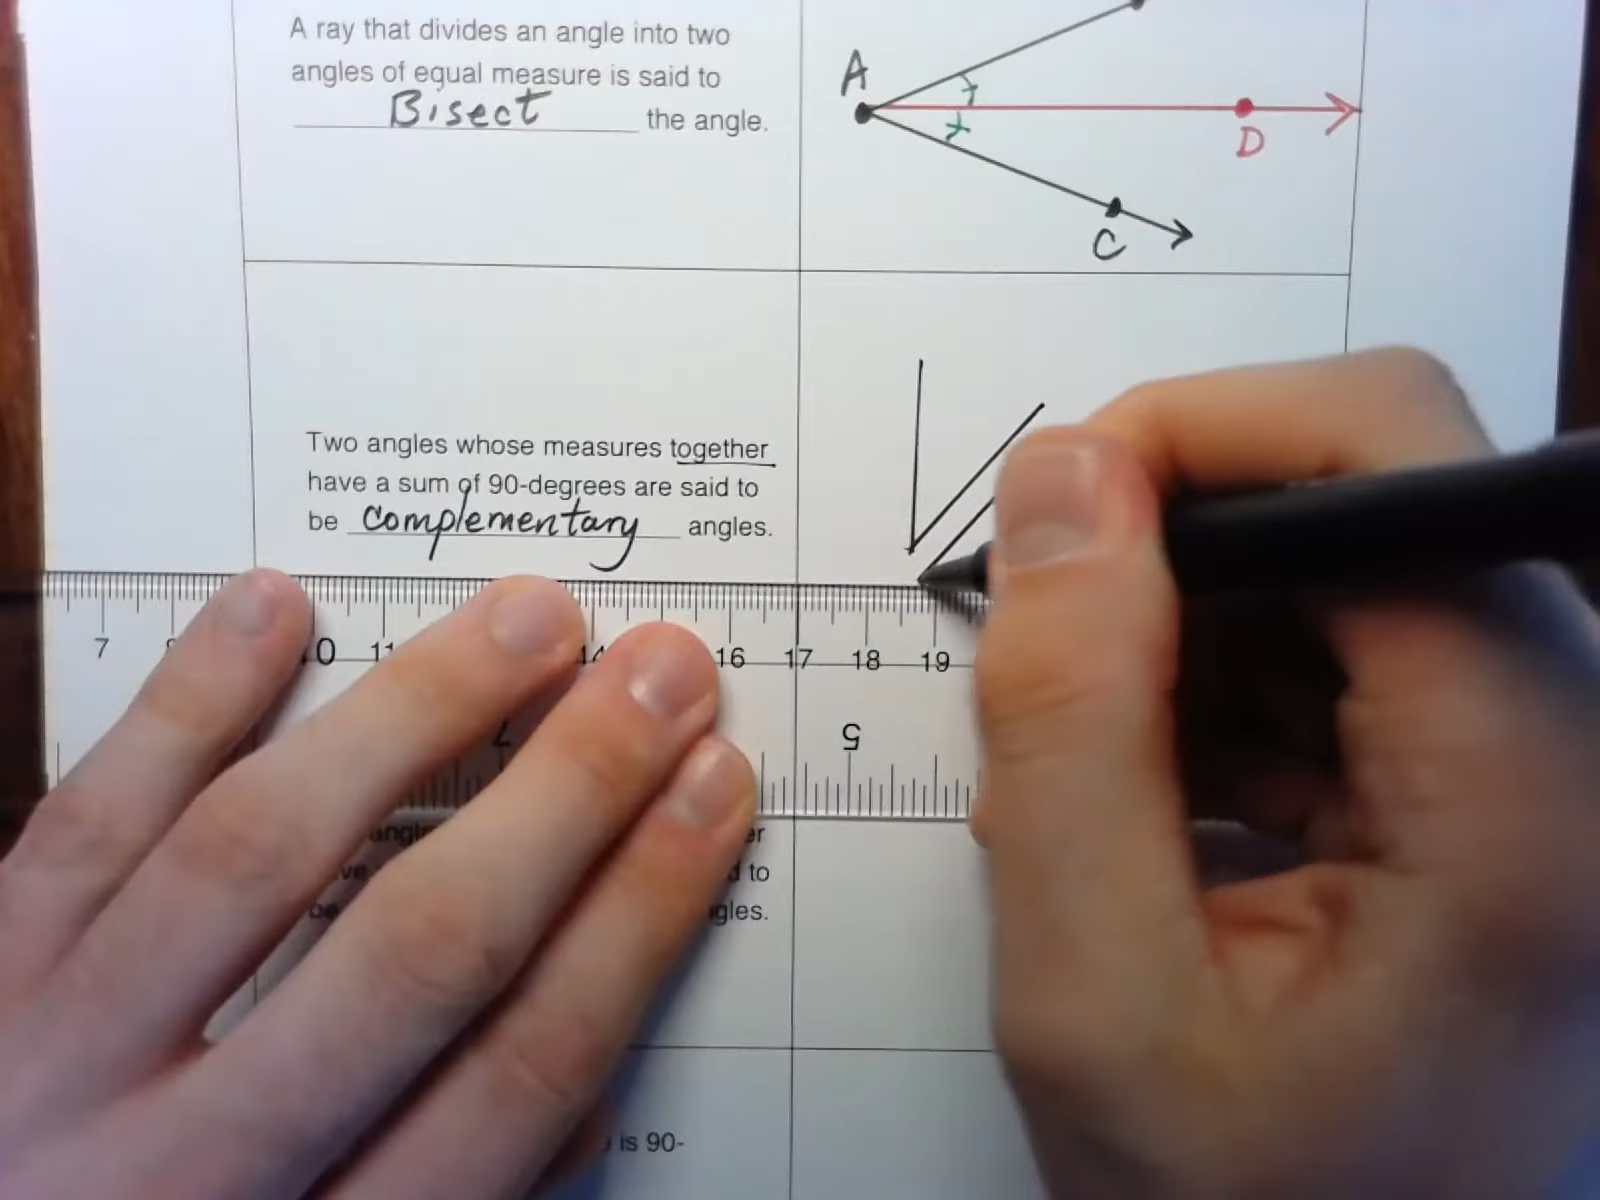 A ray that divides an angle into two
angles of equal measure is said to
Bisect the angle.
A
D
C
Two angles whose measures together
have a sum of 90-degrees are said to
be complementary angles.
7 16 17 18 19
5
er
to
be gles.
is 90-